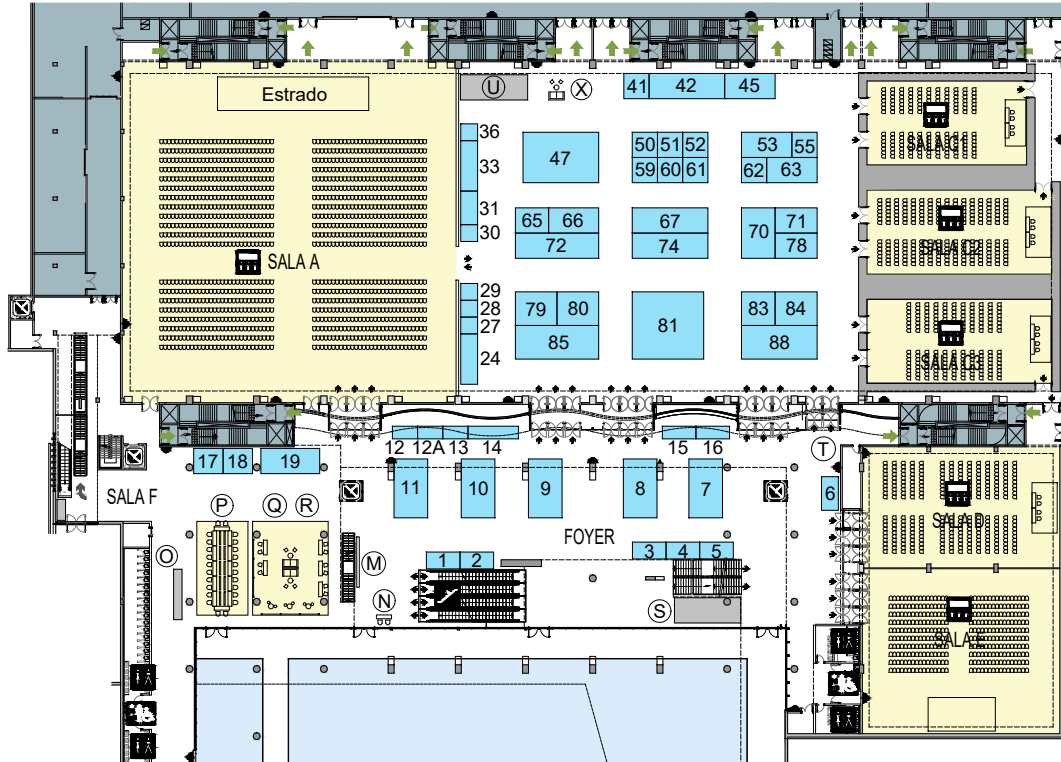 U
X
41
42
45
Estrado
36
33
31
30
SALA A
29
28
27
24
47
50 51 52
59 60 61
53 55
62 63
65 66
72
67
74
70
71
78
79 80
85
81
83 84
88
SALA C1
SALA C2
SALA C3
12 12A 13 14
15 16
T
17 18
19
11
10
9
8
7
6
SALA F
P
Q R
O
M
N
FOYER
1 2
3 4 5
S
SALA D
SALA E